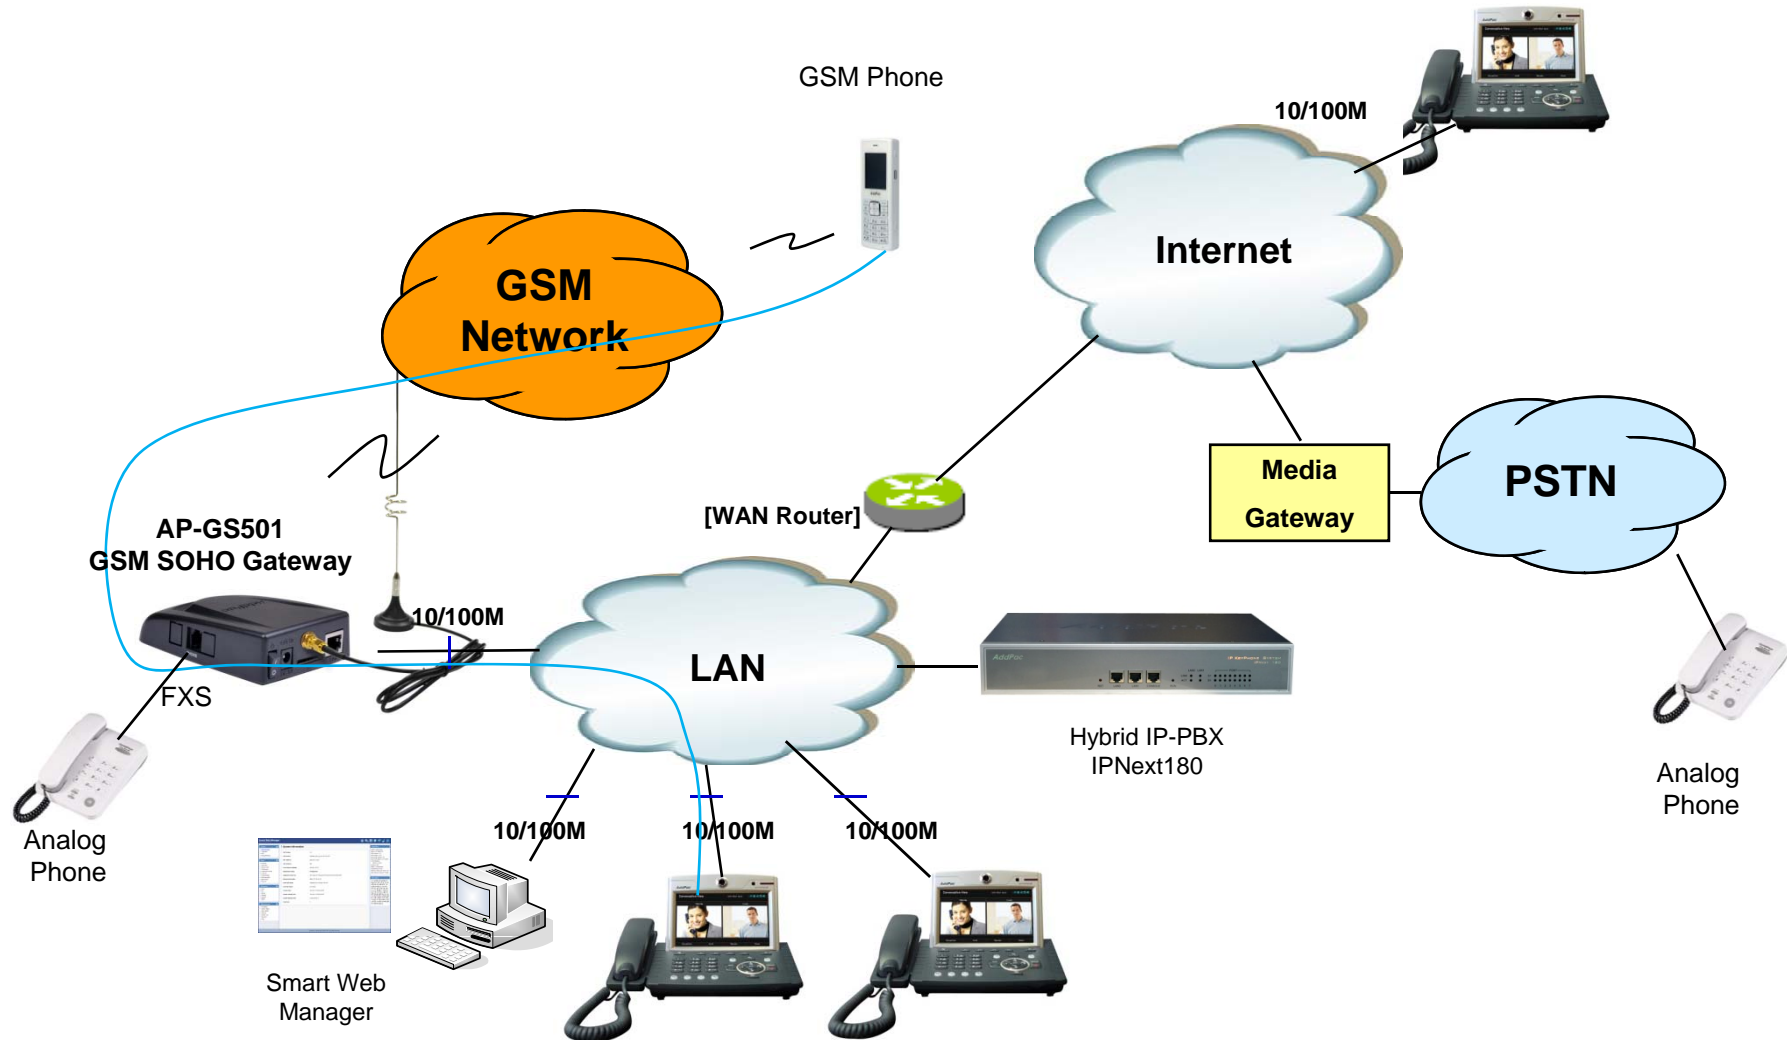 GSM Phone
10/100M
GSM
Network
Internet
Media
Gateway
PSTN
[WAN Router]
AP-GS501
GSM SOHO Gateway
10/100M
LAN
FXS
AddPac
Hybrid IP-PBX
IPNext180
Analog
Phone
Analog
Phone
10/100M
10/100M
10/100M
Smart Web
Manager